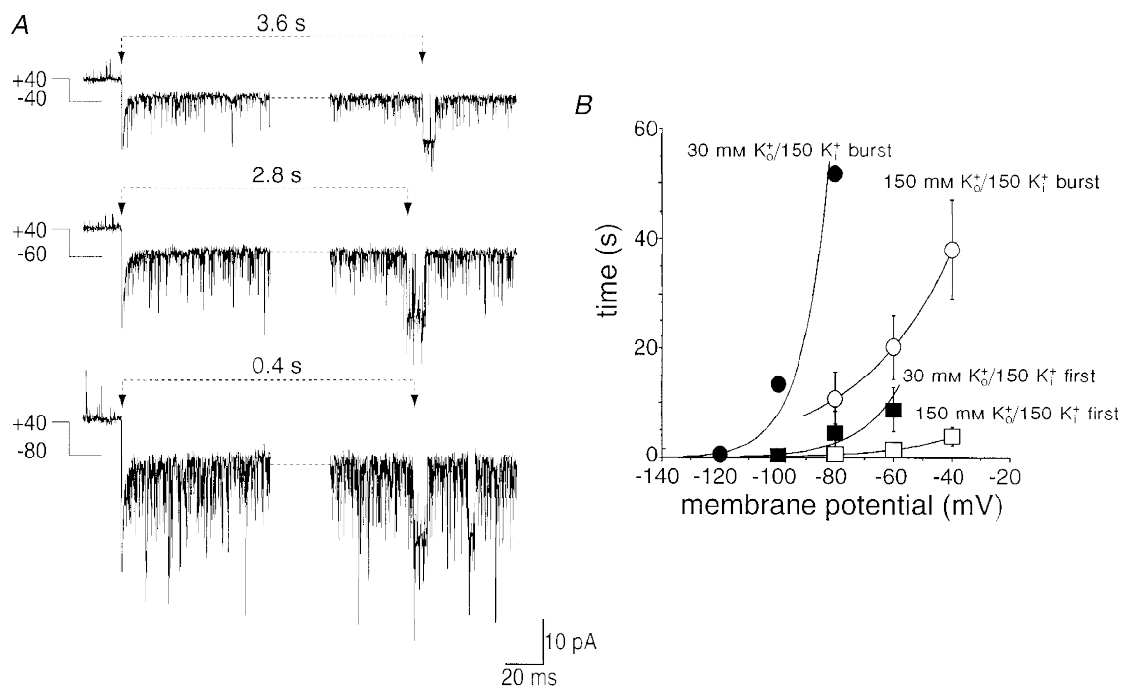 A
3.6 s
+40
-40
2.8 s
+40
-60
0.4 s
+40
-80
10 pA
20 ms
B
60
40
20
0
time (s)
30 mM K⁺ₒ/150 K⁺ᵢ burst
150 mM K⁺ₒ/150 K⁺ᵢ burst
30 mM K⁺ₒ/150 K⁺ᵢ first
150 mM K⁺ₒ/150 K⁺ᵢ first
-140 -120 -100 -80 -60 -40 -20
membrane potential (mV)